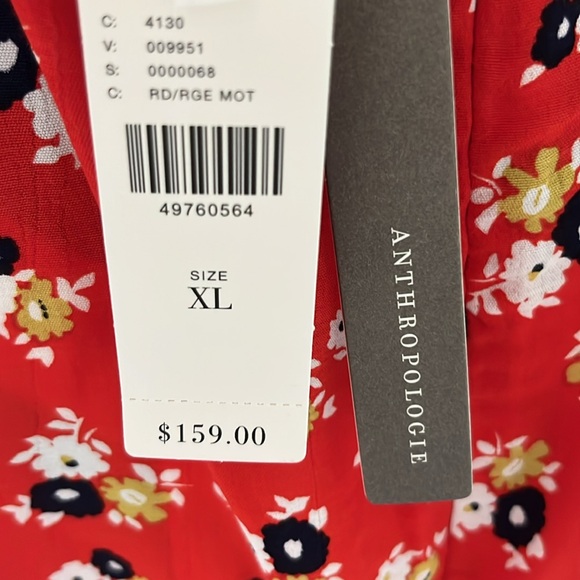 C: 4130
V: 009951
S: 0000068
C: RD/RGE MOT
49760564
SIZE
XL
$159.00
ANTHROPOLOGIE